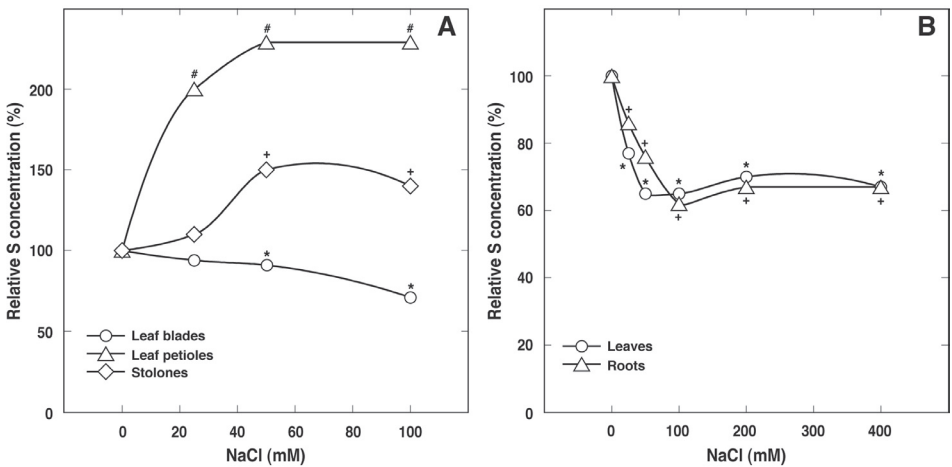 A
Relative S concentration (%)
200
150
100
50
0
#
#
#
+
+
*
*
Leaf blades
Leaf petioles
Stolones
0 20 40 60 80 100
NaCl (mM)
B
Relative S concentration (%)
100
80
60
40
20
0
+
+
*
*
*
*
*
+
+
+
Leaves
Roots
0 100 200 300 400
NaCl (mM)